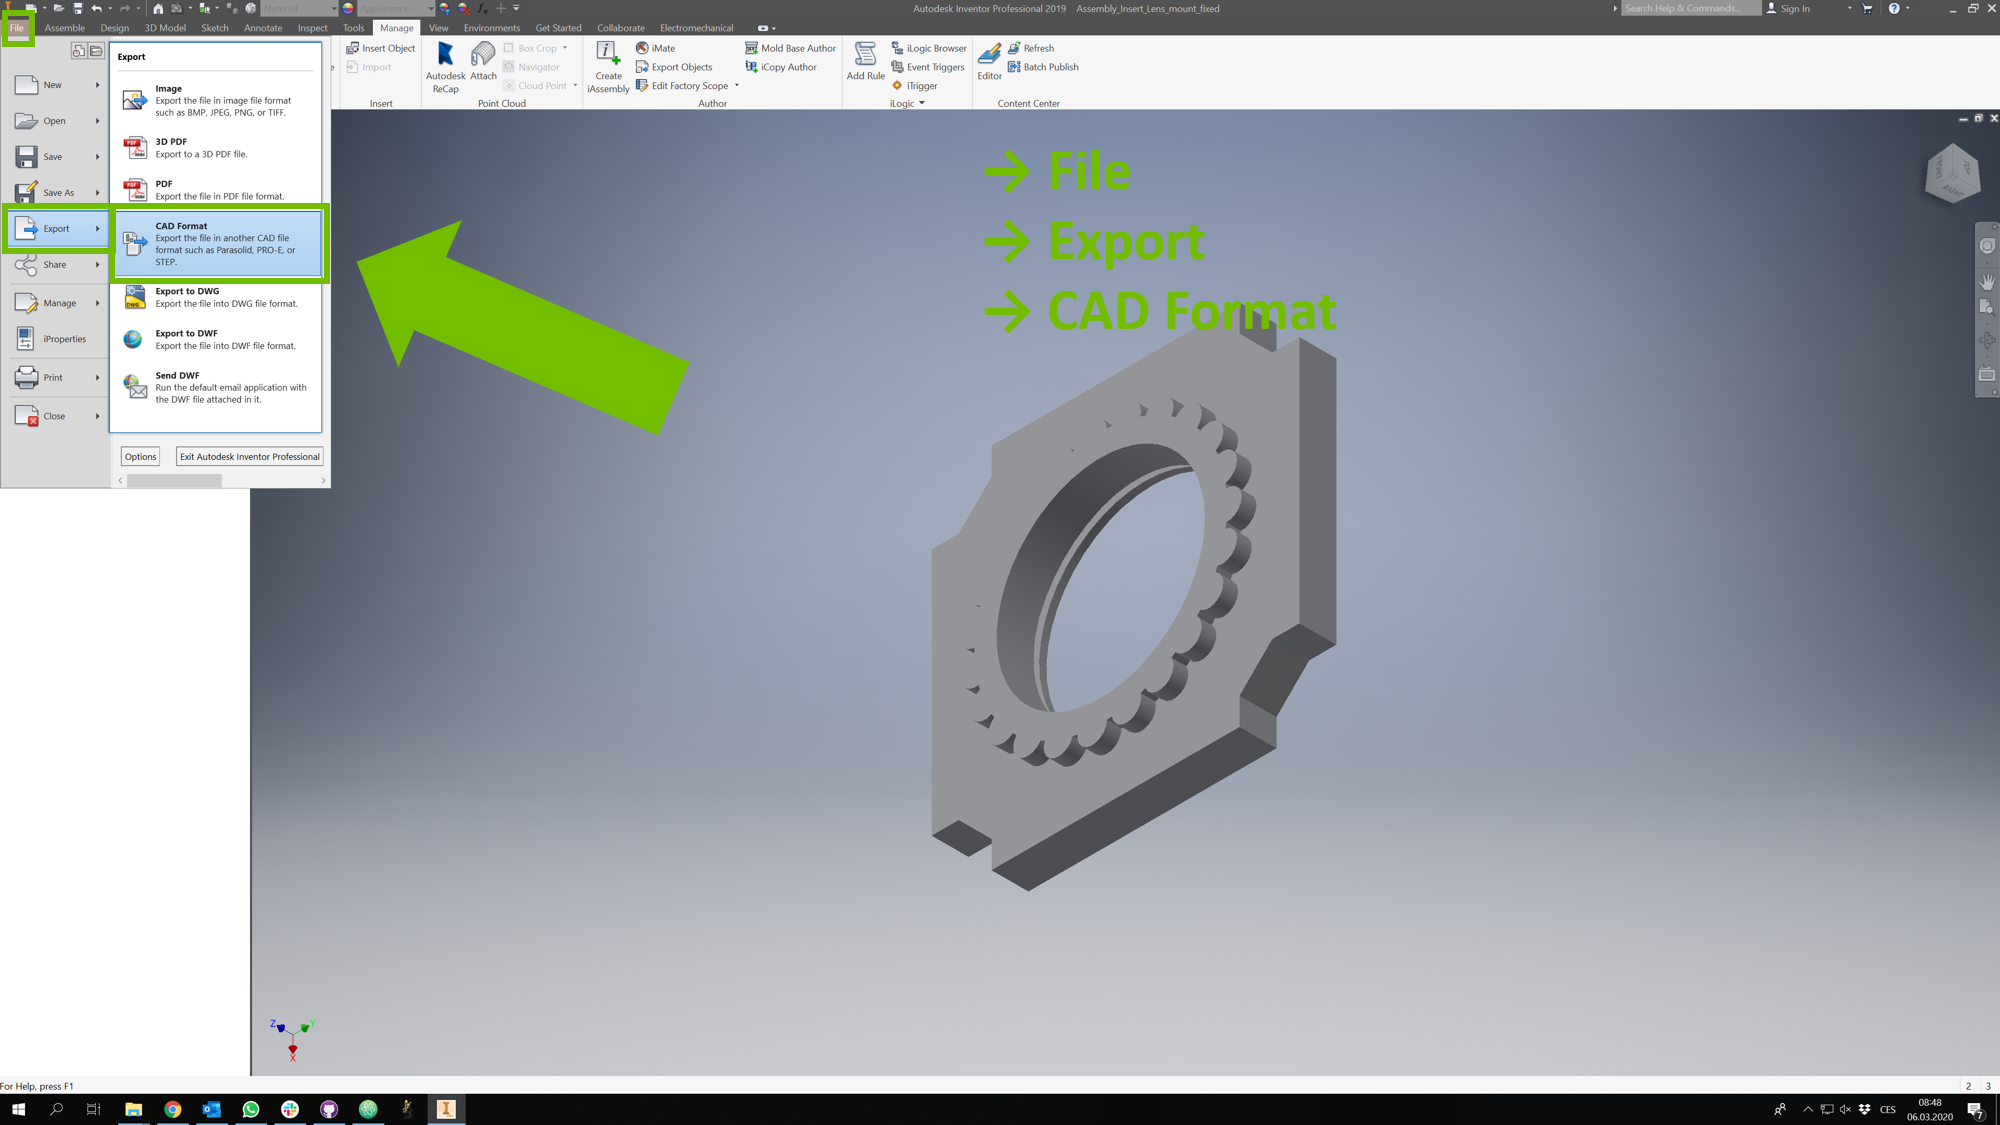 Material
Appearance
Autodesk Inventor Professional 2019 Assembly_Insert_Lens_mount_fixed
Search Help & Commands...
Sign In
File Assemble Design 3D Model Sketch Annotate Inspect Tools Manage View Environments Get Started Collaborate Electromechanical
Insert Object
Import
Insert
Autodesk ReCap
Attach
Box Crop
Navigator
Cloud Point
Point Cloud
Create iAssembly
iMate
Export Objects
Edit Factory Scope
Mold Base Author
iCopy Author
Author
Add Rule
iLogic Browser
Event Triggers
iTrigger
iLogic
Editor
Refresh
Batch Publish
Content Center
New
Open
Save
Save As
Export
Share
Manage
iProperties
Print
Close
Export
Image
Export the file in image file format
such as BMP, JPEG, PNG, or TIFF.
3D PDF
Export to a 3D PDF file.
PDF
Export the file in PDF file format.
CAD Format
Export the file in another CAD file
format such as Parasolid, PRO-E, or
STEP.
Export to DWG
Export the file into DWG file format.
Export to DWF
Export the file into DWF file format.
Send DWF
Run the default email application with
the DWF file attached in it.
Options
Exit Autodesk Inventor Professional
→ File
→ Export
→ CAD Format
RIGHT
Z Y
X
For Help, press F1
2 3
CES
08:48
06.03.2020
7